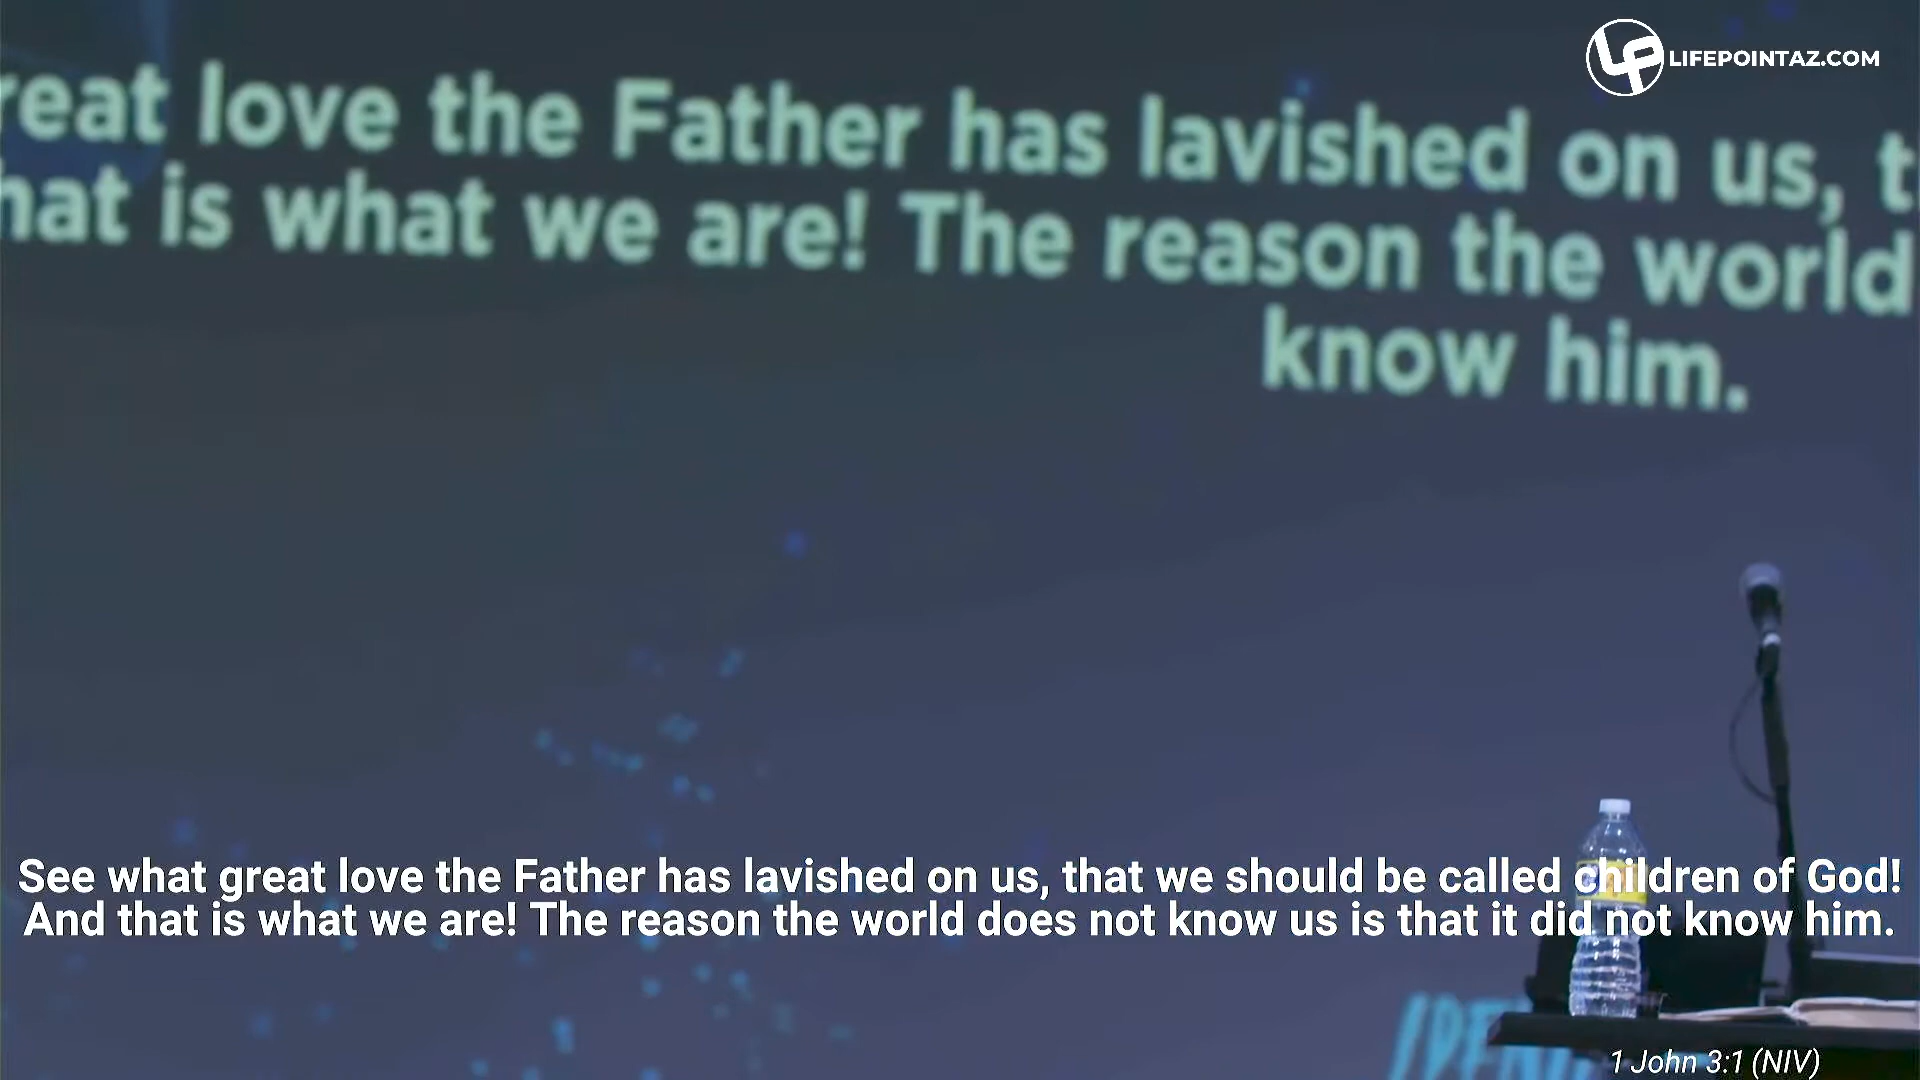 LIFEPOINTAZ.COM
reat love the Father has lavished on us, t
hat is what we are! The reason the world
know him.
See what great love the Father has lavished on us, that we should be called children of God!
And that is what we are! The reason the world does not know us is that it did not know him.
IDEN
1 John 3:1 (NIV)